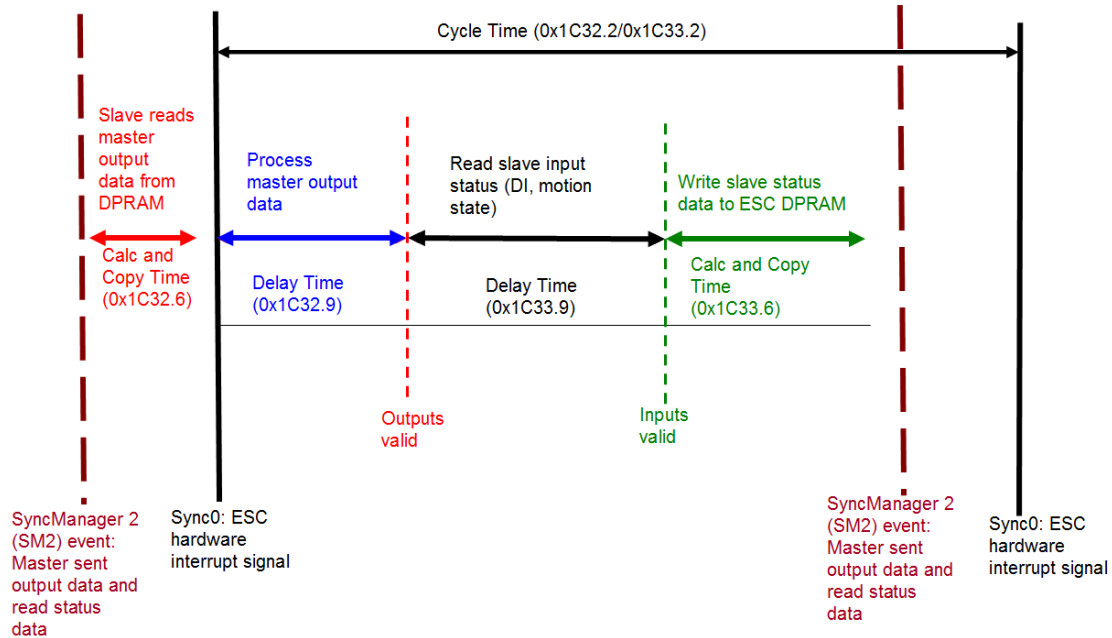 Cycle Time (0x1C32.2/0x1C33.2)
Slave reads
master
output
data from
DPRAM
Process
master output
data
Read slave input
status (DI, motion
state)
Write slave status
data to ESC DPRAM
Calc and
Copy Time
(0x1C32.6)
Delay Time
(0x1C32.9)
Delay Time
(0x1C33.9)
Calc and Copy
Time
(0x1C33.6)
Outputs
valid
Inputs
valid
SyncManager 2
(SM2) event:
Master sent
output data and
read status
data
Sync0: ESC
hardware
interrupt signal
SyncManager 2
(SM2) event:
Master sent
output data and
read status
data
Sync0: ESC
hardware
interrupt signal